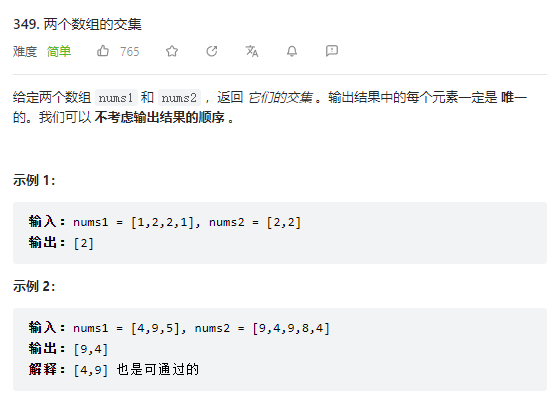 349. 两个数组的交集
难度 简单 765
给定两个数组 nums1 和 nums2 ，返回 它们的交集 。输出结果中的每个元素一定是 唯一
的。我们可以 不考虑输出结果的顺序 。
示例 1：
输入：nums1 = [1,2,2,1], nums2 = [2,2]
输出：[2]
示例 2：
输入：nums1 = [4,9,5], nums2 = [9,4,9,8,4]
输出：[9,4]
解释：[4,9] 也是可通过的